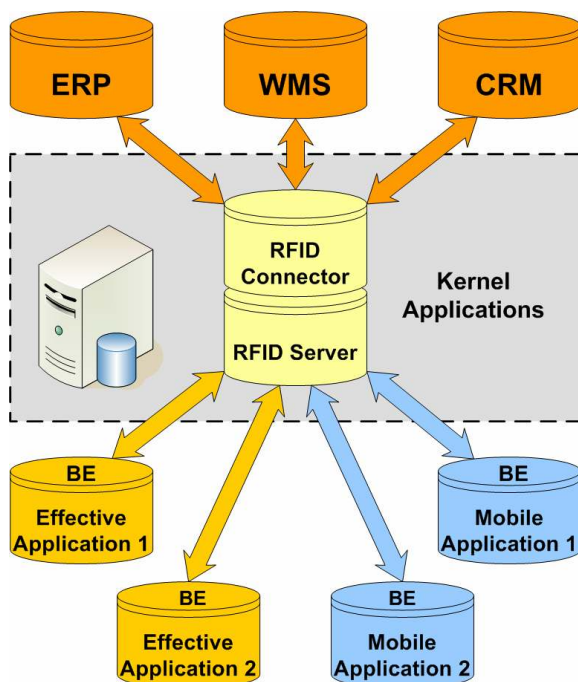 ERP
WMS
CRM
RFID
Connector
Kernel
Applications
RFID Server
BE
Effective
Application 1
BE
Mobile
Application 1
BE
Effective
Application 2
BE
Mobile
Application 2